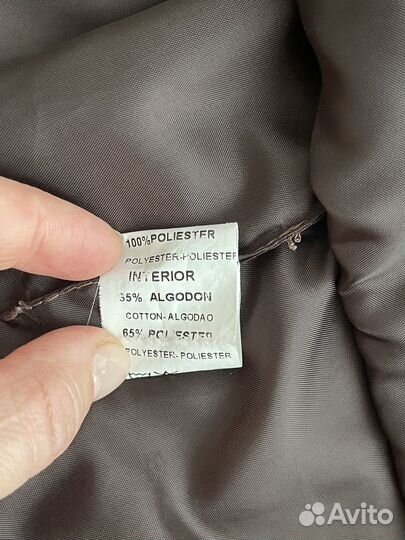 100%POLIESTER
POLYESTER-POLIESTER
INTERIOR
35% ALGODON
COTTON-ALGODAO
65% POLIESTER
POLYESTER-POLIESTER
Avito